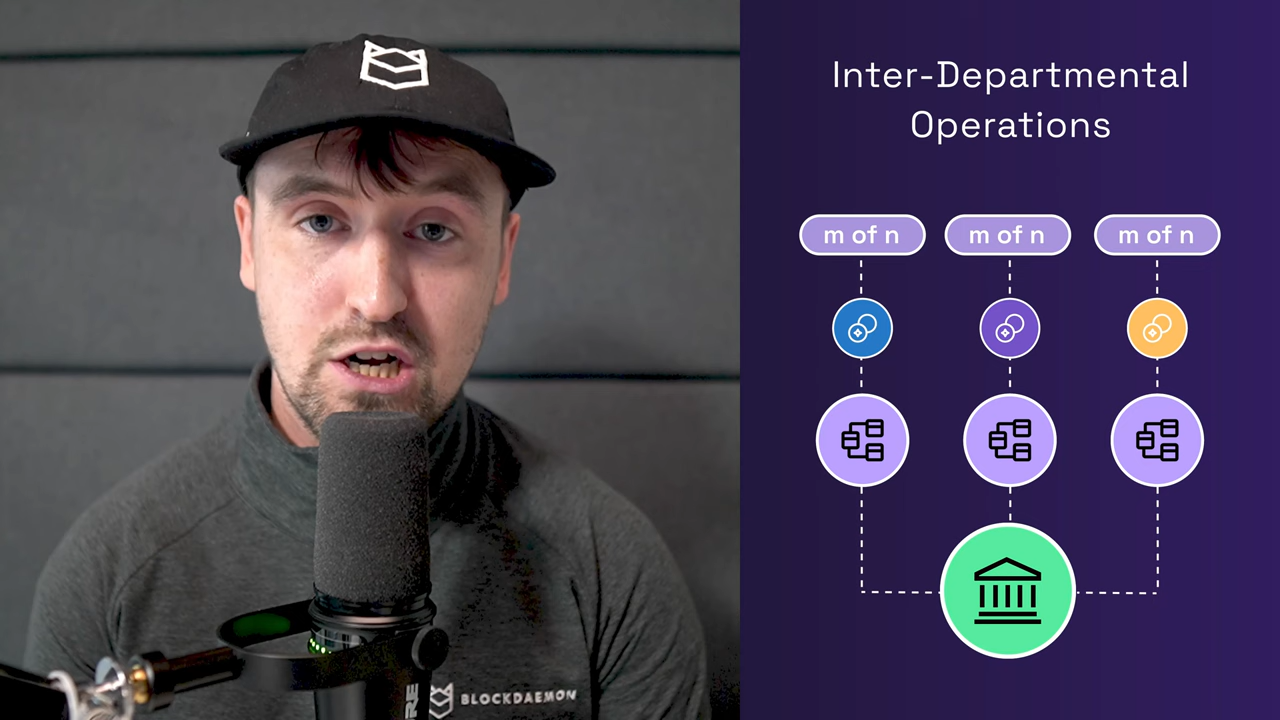 Inter-Departmental
Operations
m of n
m of n
m of n
BLOCKDAEMON